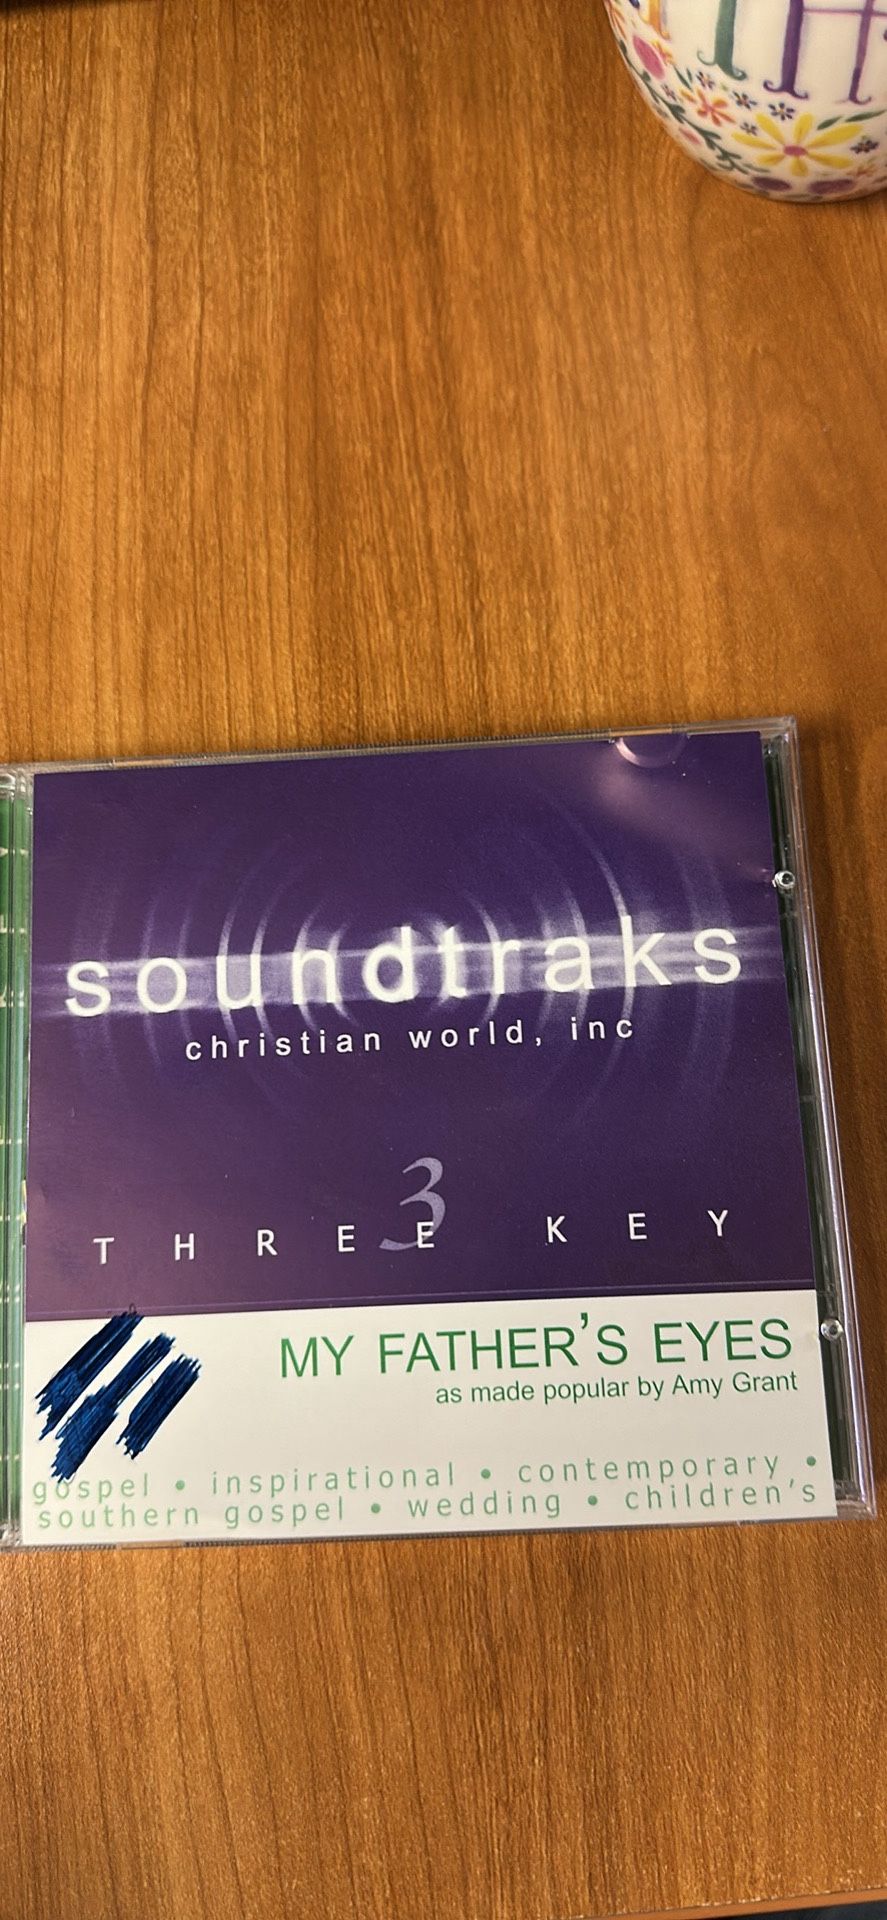 soundtraks
christian world, inc
3
THREE KEY
MY FATHER'S EYES
as made popular by Amy Grant
gospel • inspirational • contemporary •
southern gospel • wedding • children's